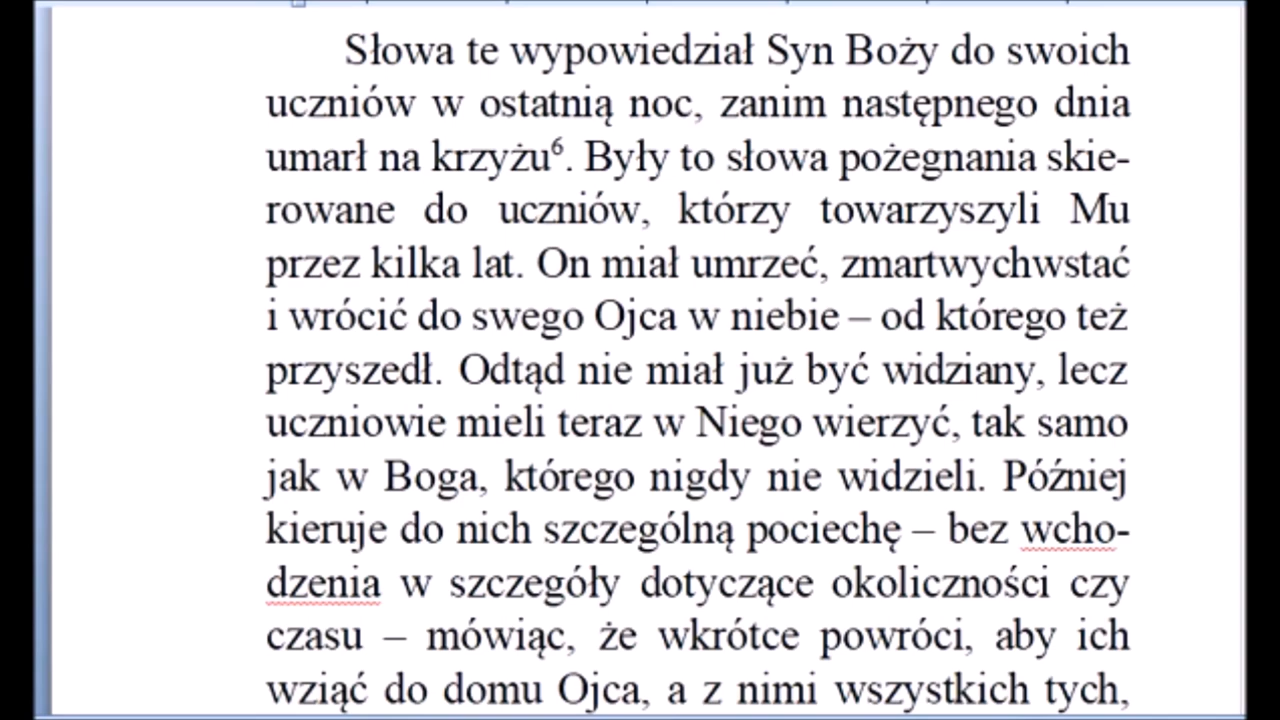 Słowa te wypowiedział Syn Boży do swoich
uczniów w ostatnią noc, zanim następnego dnia
umarł na krzyżu⁶. Były to słowa pożegnania skie-
rowane do uczniów, którzy towarzyszyli Mu
przez kilka lat. On miał umrzeć, zmartwychwstać
i wrócić do swego Ojca w niebie – od którego też
przyszedł. Odtąd nie miał już być widziany, lecz
uczniowie mieli teraz w Niego wierzyć, tak samo
jak w Boga, którego nigdy nie widzieli. Później
kieruje do nich szczególną pociechę – bez wcho-
dzenia w szczegóły dotyczące okoliczności czy
czasu – mówiąc, że wkrótce powróci, aby ich
wziąć do domu Ojca, a z nimi wszystkich tych,